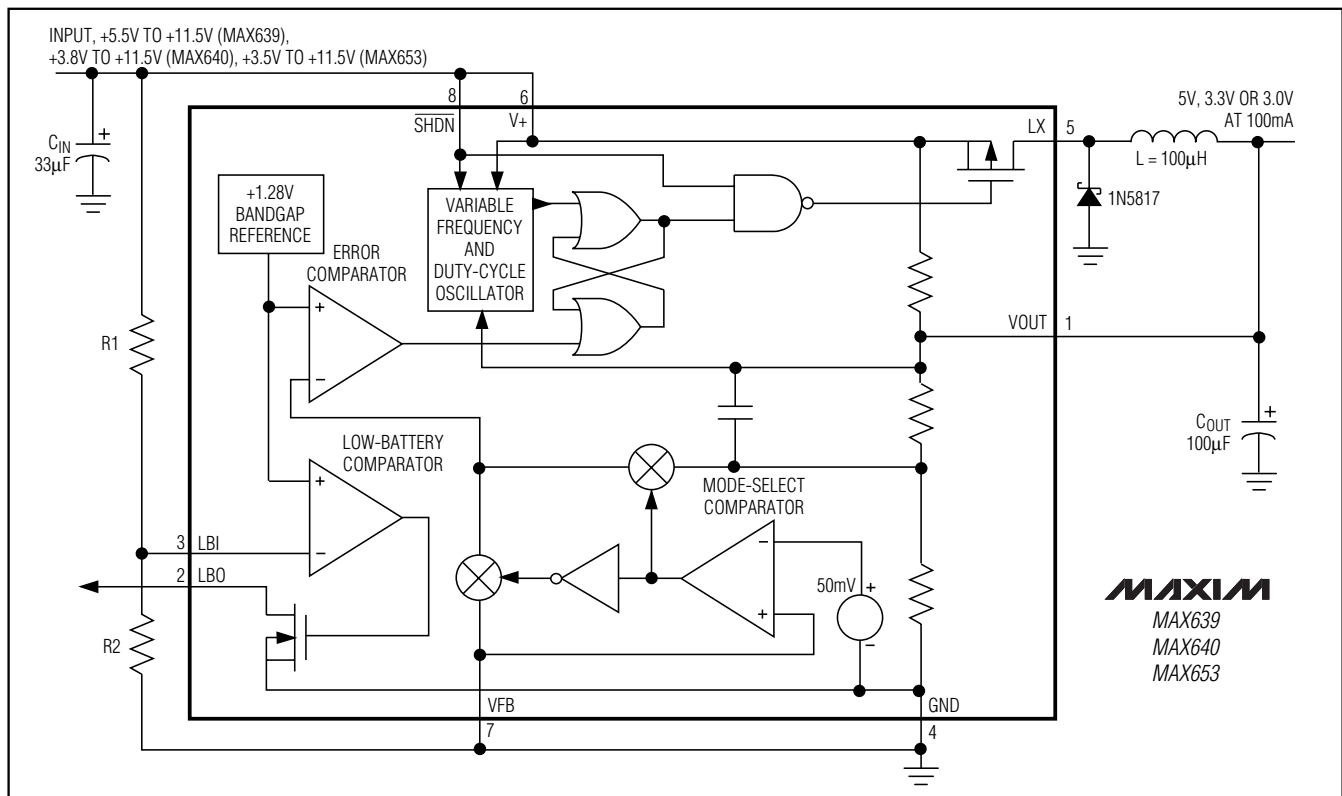 INPUT, +5.5V TO +11.5V (MAX639),
+3.8V TO +11.5V (MAX640), +3.5V TO +11.5V (MAX653)
8
6
SHDN
V+
LX
5
5V, 3.3V OR 3.0V
AT 100mA
CIN
33µF
+
L = 100µH
+1.28V
BANDGAP
REFERENCE
VARIABLE
FREQUENCY
AND
DUTY-CYCLE
OSCILLATOR
1N5817
ERROR
COMPARATOR
+
−
R1
VOUT
1
LOW-BATTERY
COMPARATOR
+
−
MODE-SELECT
COMPARATOR
−
+
COUT
100µF
+
3
LBI
2
LBO
50mV
+
−
R2
MAXIM
MAX639
MAX640
MAX653
VFB
7
GND
4